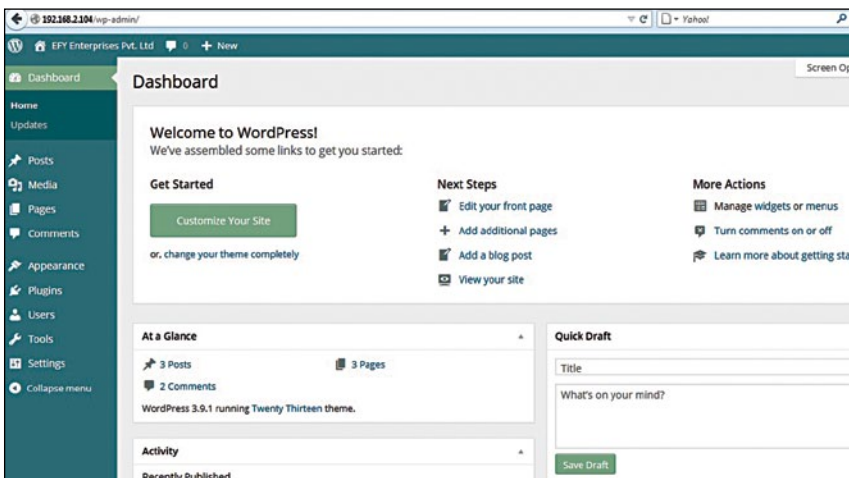 192.168.2.104/wp-admin/
Yahoo!
EFY Enterprises Pvt. Ltd 0 + New
Screen Op
Dashboard
Home
Updates
Posts
Media
Pages
Comments
Appearance
Plugins
Users
Tools
Settings
Collapse menu
Dashboard
Welcome to WordPress!
We've assembled some links to get you started:
Get Started
Customize Your Site
or, change your theme completely
Next Steps
Edit your front page
Add additional pages
Add a blog post
View your site
More Actions
Manage widgets or menus
Turn comments on or off
Learn more about getting sta
At a Glance
3 Posts
3 Pages
2 Comments
WordPress 3.9.1 running Twenty Thirteen theme.
Activity
Recently Published
Quick Draft
Title
What's on your mind?
Save Draft